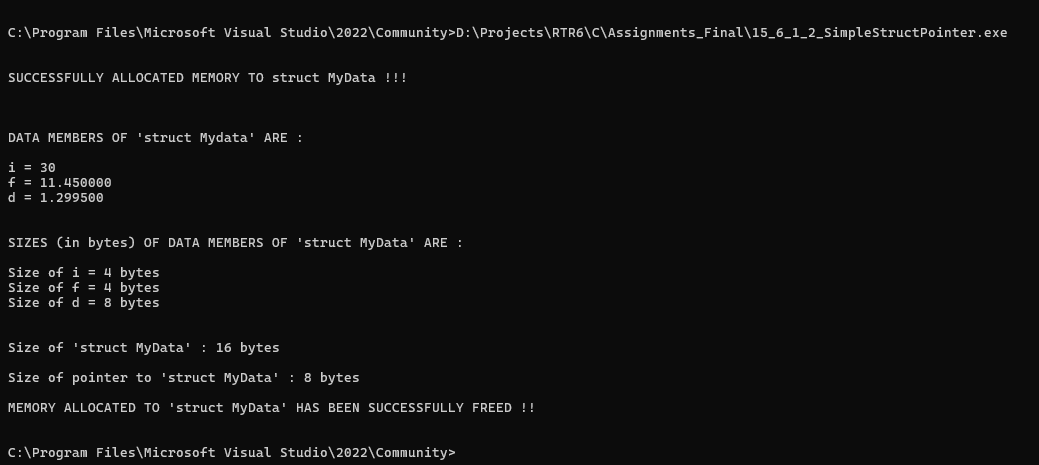 C:\Program Files\Microsoft Visual Studio\2022\Community>D:\Projects\RTR6\C\Assignments_Final\15_6_1_2_SimpleStructPointer.exe
SUCCESSFULLY ALLOCATED MEMORY TO struct MyData !!!
DATA MEMBERS OF 'struct Mydata' ARE :
i = 30
f = 11.450000
d = 1.299500
SIZES (in bytes) OF DATA MEMBERS OF 'struct MyData' ARE :
Size of i = 4 bytes
Size of f = 4 bytes
Size of d = 8 bytes
Size of 'struct MyData' : 16 bytes
Size of pointer to 'struct MyData' : 8 bytes
MEMORY ALLOCATED TO 'struct MyData' HAS BEEN SUCCESSFULLY FREED !!
C:\Program Files\Microsoft Visual Studio\2022\Community>